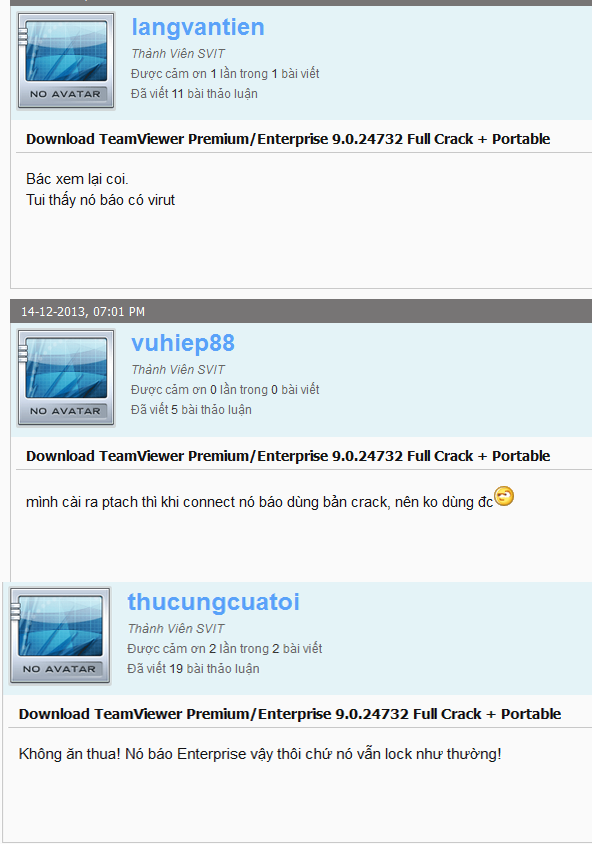 langvantien
Thành Viên SVIT
Được cảm ơn 1 lần trong 1 bài viết
Đã viết 11 bài thảo luận
NO AVATAR
Download TeamViewer Premium/Enterprise 9.0.24732 Full Crack + Portable
Bác xem lại coi.
Tui thấy nó báo có virut
14-12-2013, 07:01 PM
vuhiep88
Thành Viên SVIT
Được cảm ơn 0 lần trong 0 bài viết
Đã viết 5 bài thảo luận
NO AVATAR
Download TeamViewer Premium/Enterprise 9.0.24732 Full Crack + Portable
mình cài ra ptach thì khi connect nó báo dùng bản crack, nên ko dùng đc
thucungcuatoi
Thành Viên SVIT
Được cảm ơn 2 lần trong 2 bài viết
Đã viết 19 bài thảo luận
NO AVATAR
Download TeamViewer Premium/Enterprise 9.0.24732 Full Crack + Portable
Không ăn thua! Nó báo Enterprise vậy thôi chứ nó vẫn lock như thường!